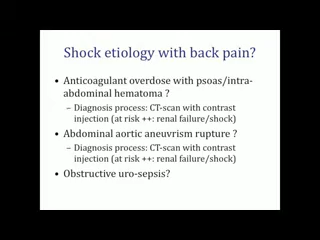 Shock etiology with back pain?
• Anticoagulant overdose with psoas/intra-
abdominal hematoma ?
– Diagnosis process: CT-scan with contrast
injection (at risk ++: renal failure/shock)
• Abdominal aortic aneuvrism rupture ?
– Diagnosis process: CT-scan with contrast
injection (at risk ++: renal failure/shock)
• Obstructive uro-sepsis?